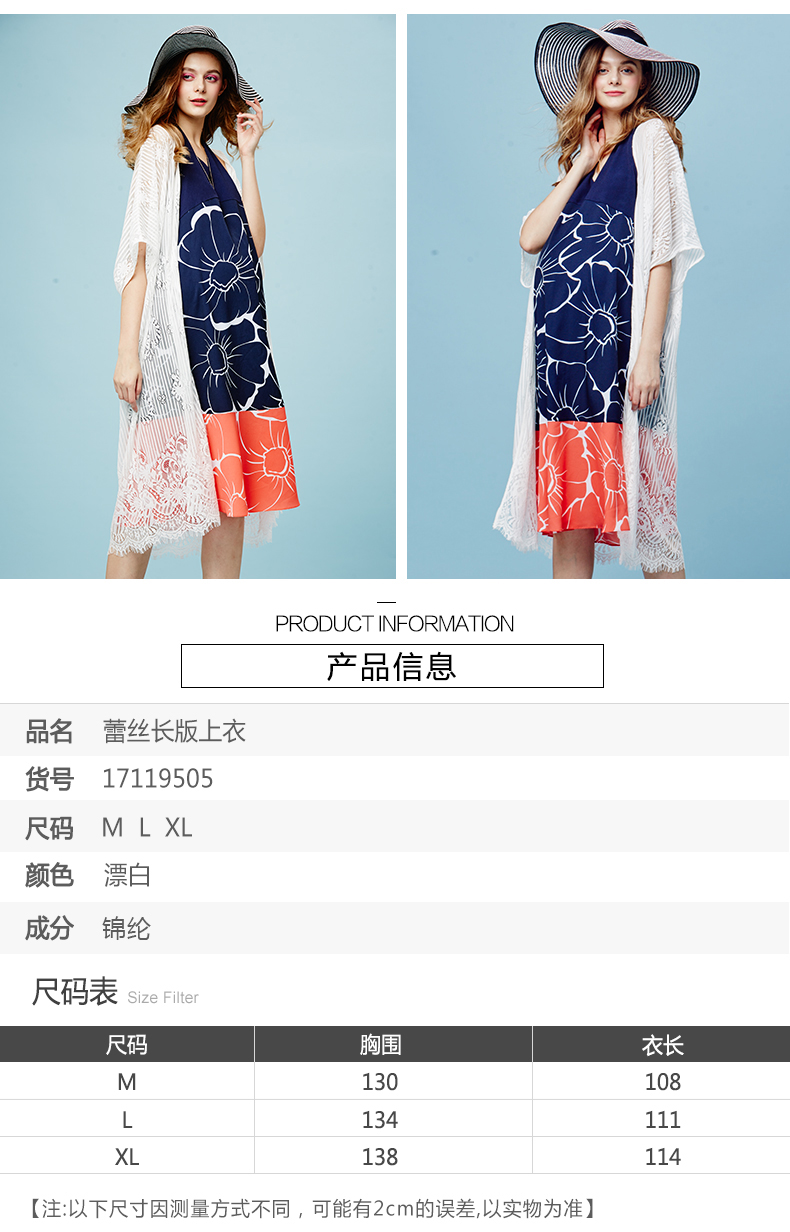 PRODUCT INFORMATION
产品信息
品名 蕾丝长版上衣
货号 17119505
尺码 M L XL
颜色 漂白
成分 锦纶
尺码表 Size Filter
尺码 胸围 衣长
M 130 108
L 134 111
XL 138 114
【注:以下尺寸因测量方式不同，可能有2cm的误差,以实物为准】